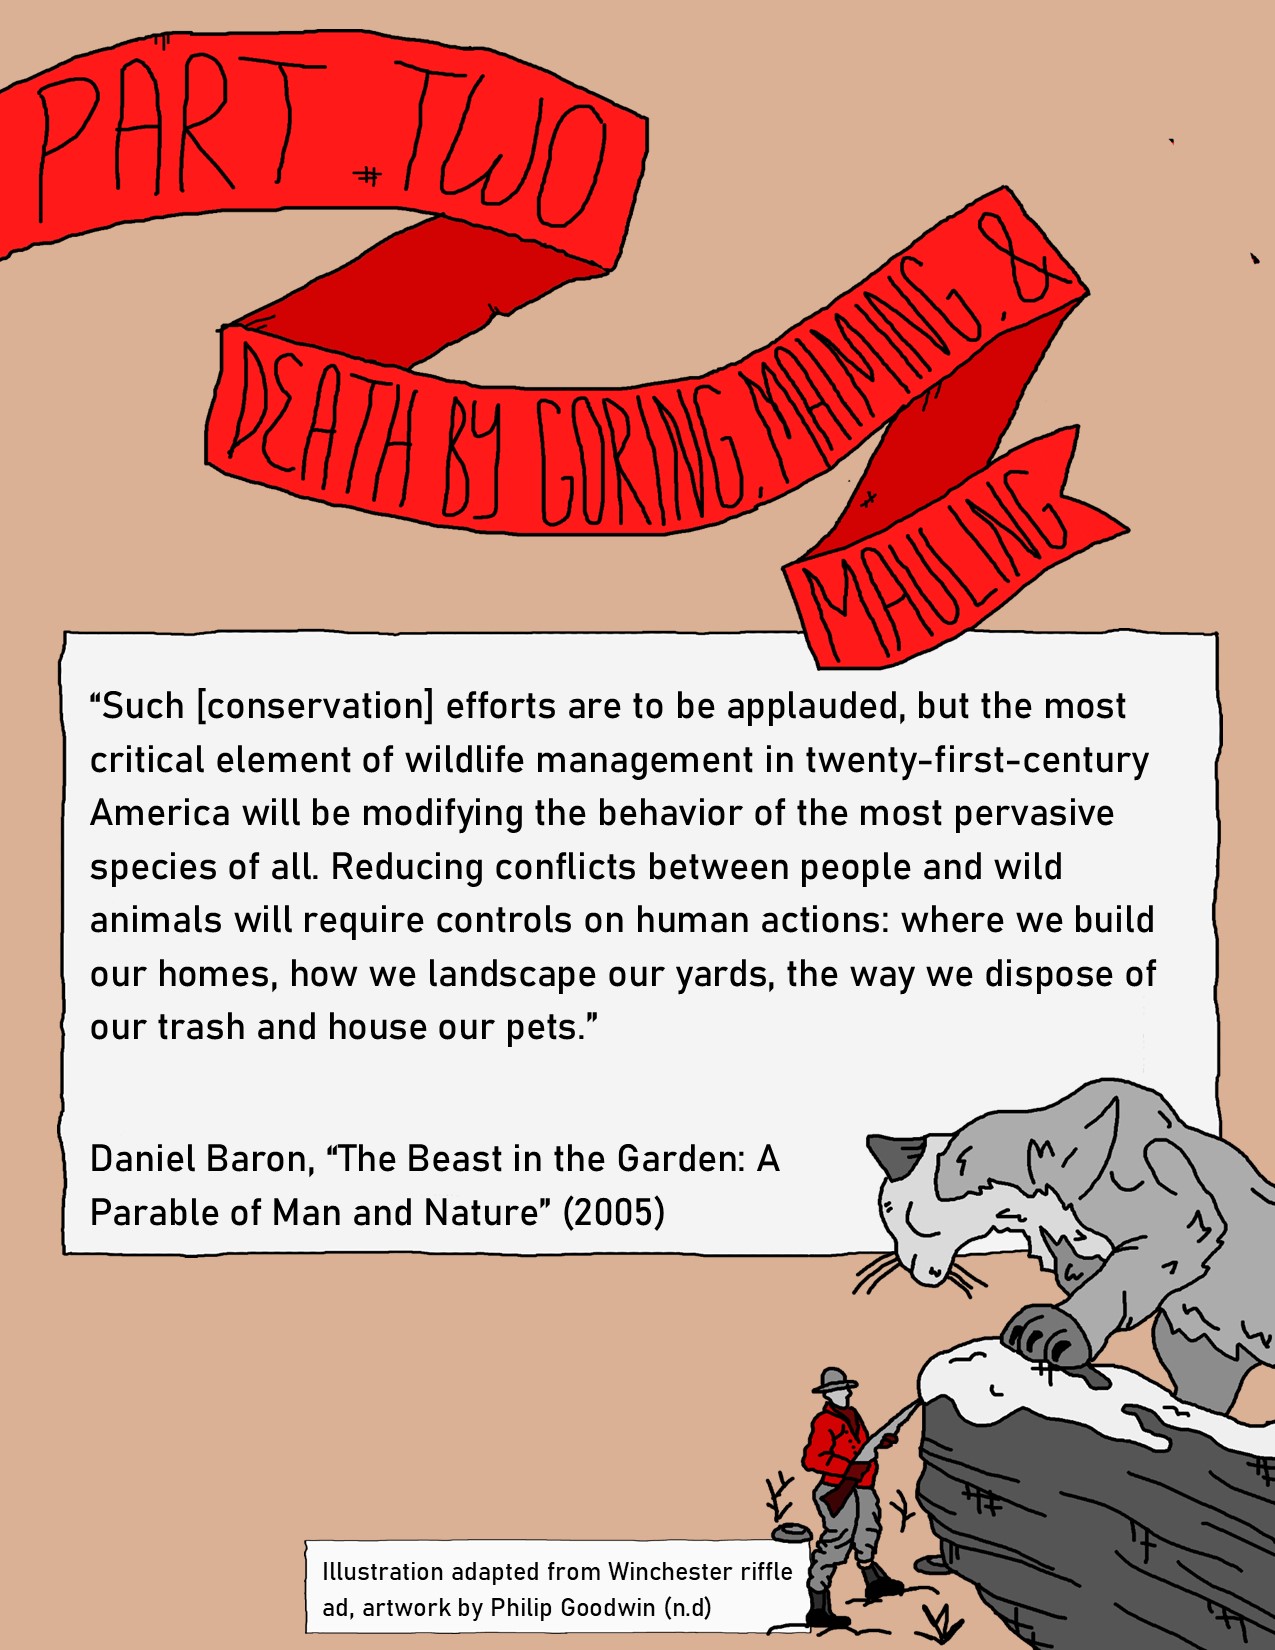 PART TWO
DEATH BY GORING, MAIMING, &
MAULING
“Such [conservation] efforts are to be applauded, but the most
critical element of wildlife management in twenty-first-century
America will be modifying the behavior of the most pervasive
species of all. Reducing conflicts between people and wild
animals will require controls on human actions: where we build
our homes, how we landscape our yards, the way we dispose of
our trash and house our pets.”
Daniel Baron, “The Beast in the Garden: A
Parable of Man and Nature” (2005)
Illustration adapted from Winchester riffle
ad, artwork by Philip Goodwin (n.d)